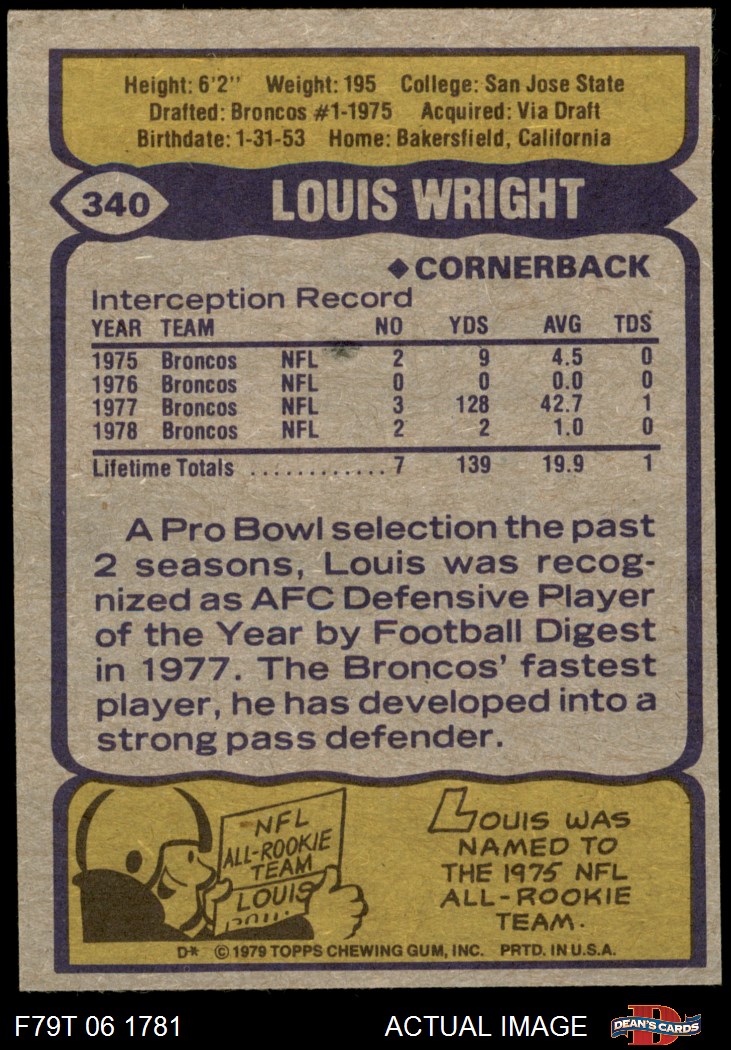 Height: 6'2" Weight: 195 College: San Jose State
Drafted: Broncos #1-1975 Acquired: Via Draft
Birthdate: 1-31-53 Home: Bakersfield, California
340 LOUIS WRIGHT
◆CORNERBACK
Interception Record
YEAR TEAM NO YDS AVG TDS
1975 Broncos NFL 2 9 4.5 0
1976 Broncos NFL 0 0 0.0 0
1977 Broncos NFL 3 128 42.7 1
1978 Broncos NFL 2 2 1.0 0
Lifetime Totals ............ 7 139 19.9 1
A Pro Bowl selection the past
2 seasons, Louis was recog-
nized as AFC Defensive Player
of the Year by Football Digest
in 1977. The Broncos' fastest
player, he has developed into a
strong pass defender.
NFL
ALL-ROOKIE
TEAM
LOUIS
LOUIS WAS
NAMED TO
THE 1975 NFL
ALL-ROOKIE
TEAM.
D* © 1979 TOPPS CHEWING GUM, INC. PRTD. IN U.S.A.
F79T 06 1781 ACTUAL IMAGE D DEAN'S CARDS